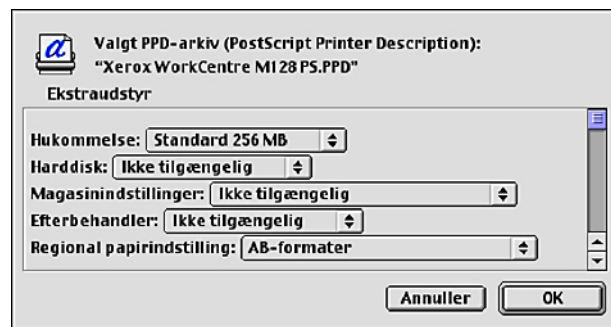 Valgt PPD-arkiv (PostScript Printer Description):
"Xerox WorkCentre M128 PS.PPD"
Ekstraudstyr
Hukommelse: Standard 256 MB
Harddisk: Ikke tilgængelig
Magasinindstillinger: Ikke tilgængelig
Efterbehandler: Ikke tilgængelig
Regional papirindstilling: AB-formater
Annuller OK